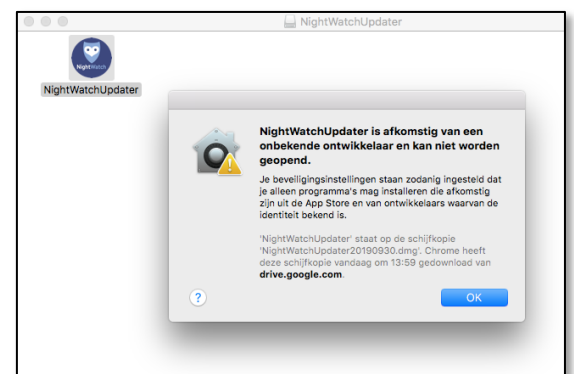 NightWatchUpdater
NightWatch
NightWatchUpdater
NightWatchUpdater is afkomstig van een
onbekende ontwikkelaar en kan niet worden
geopend.
Je beveiligingsinstellingen staan zodanig ingesteld dat
je alleen programma's mag installeren die afkomstig
zijn uit de App Store en van ontwikkelaars waarvan de
identiteit bekend is.
'NightWatchUpdater' staat op de schijfkopie
'NightWatchUpdater20190930.dmg'. Chrome heeft
deze schijfkopie vandaag om 13:59 gedownload van
drive.google.com.
?
OK